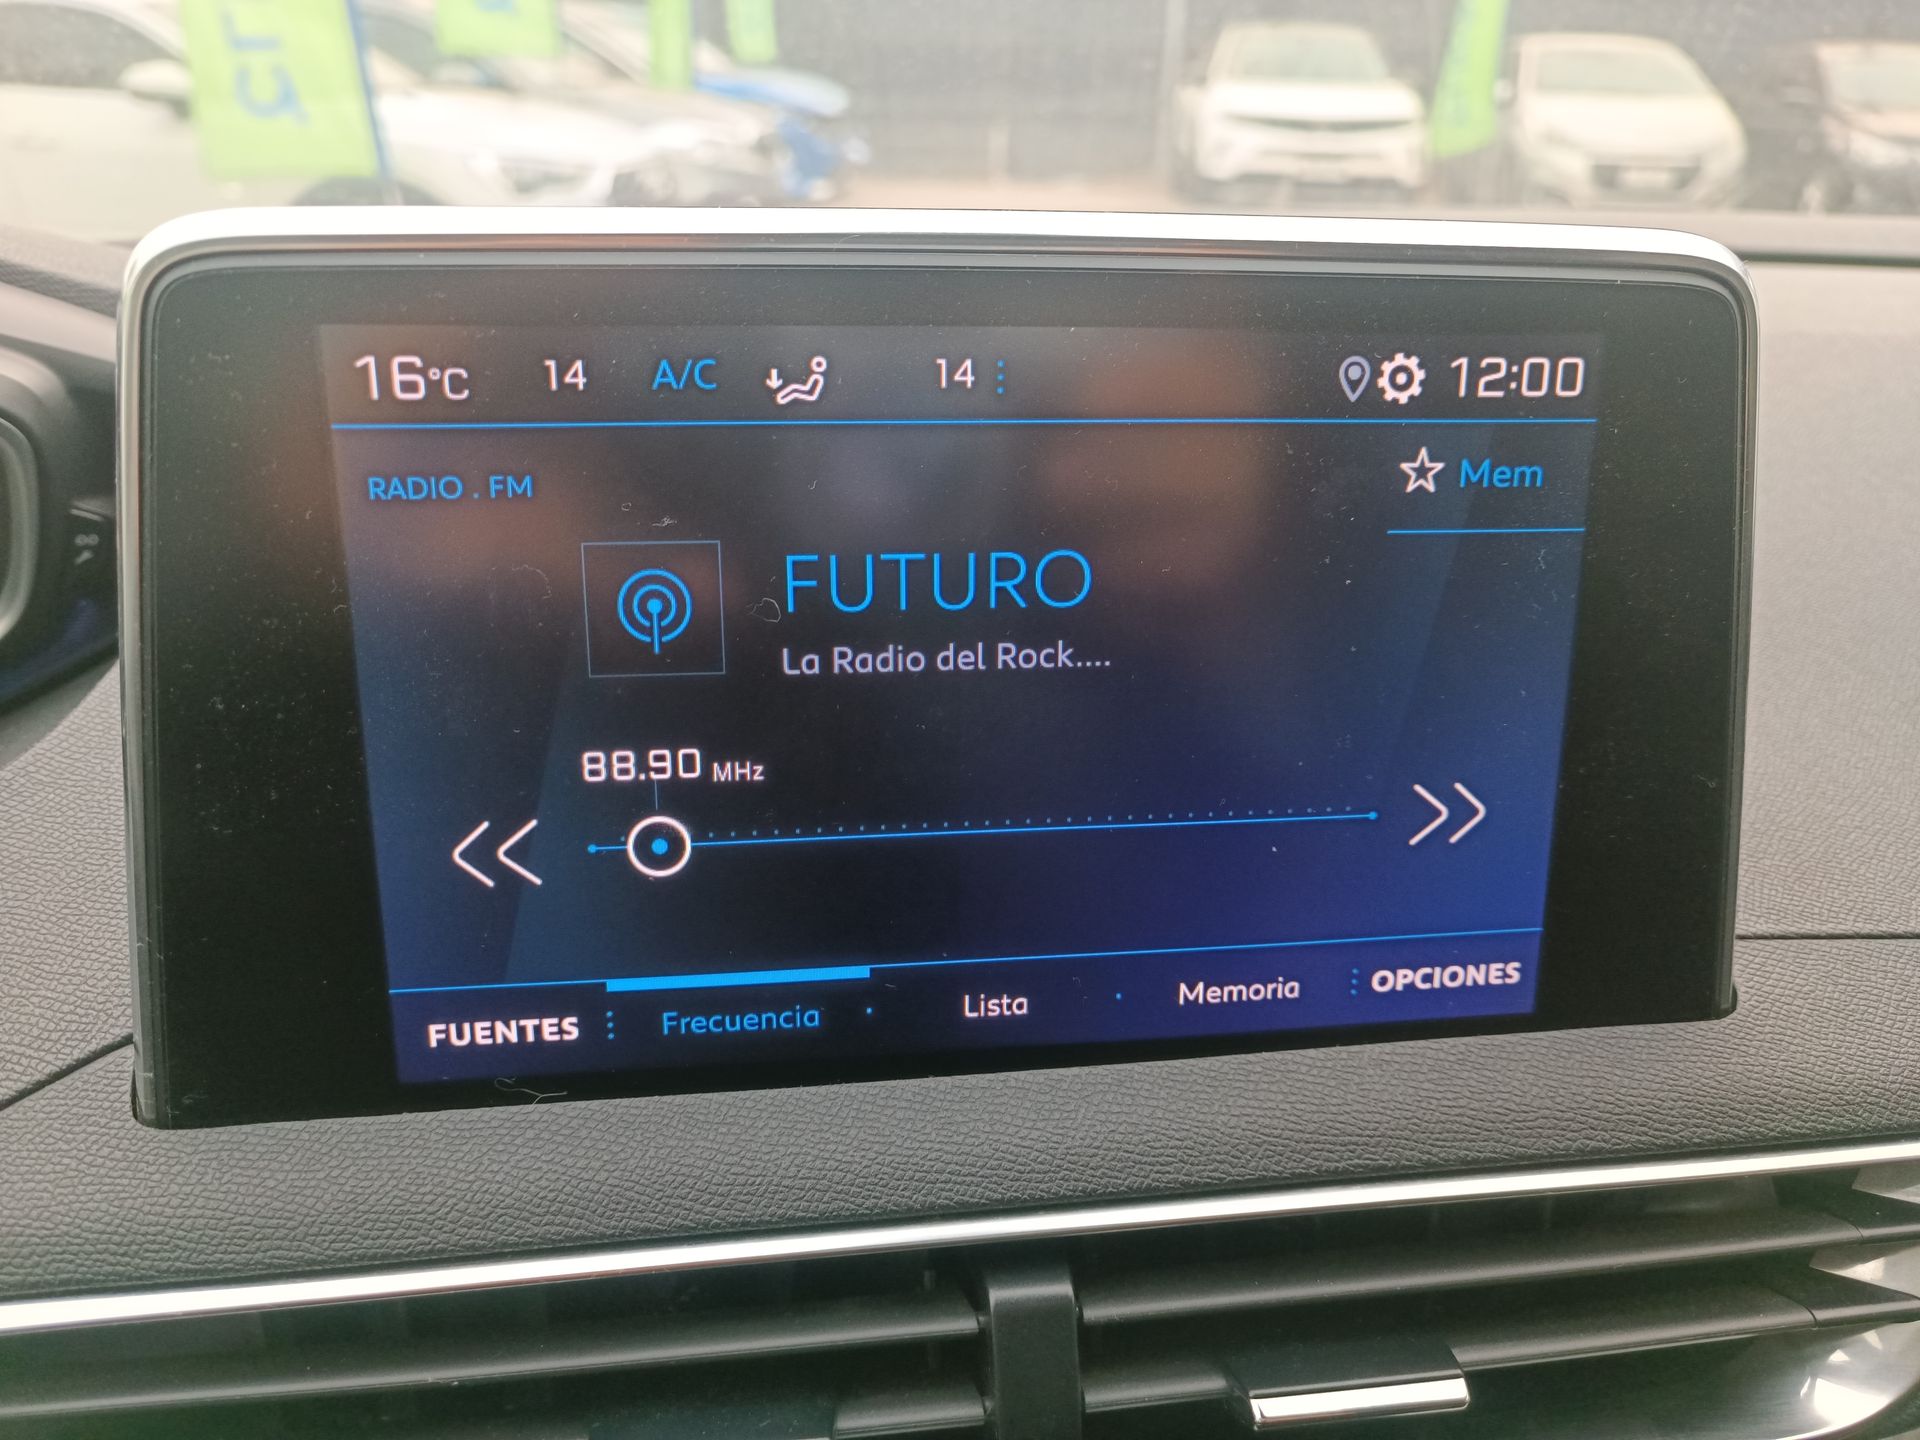 16°C 14 A/C 14 12:00
RADIO . FM
Mem
FUTURO
La Radio del Rock....
88.90 MHz
FUENTES Frecuencia Lista Memoria OPCIONES